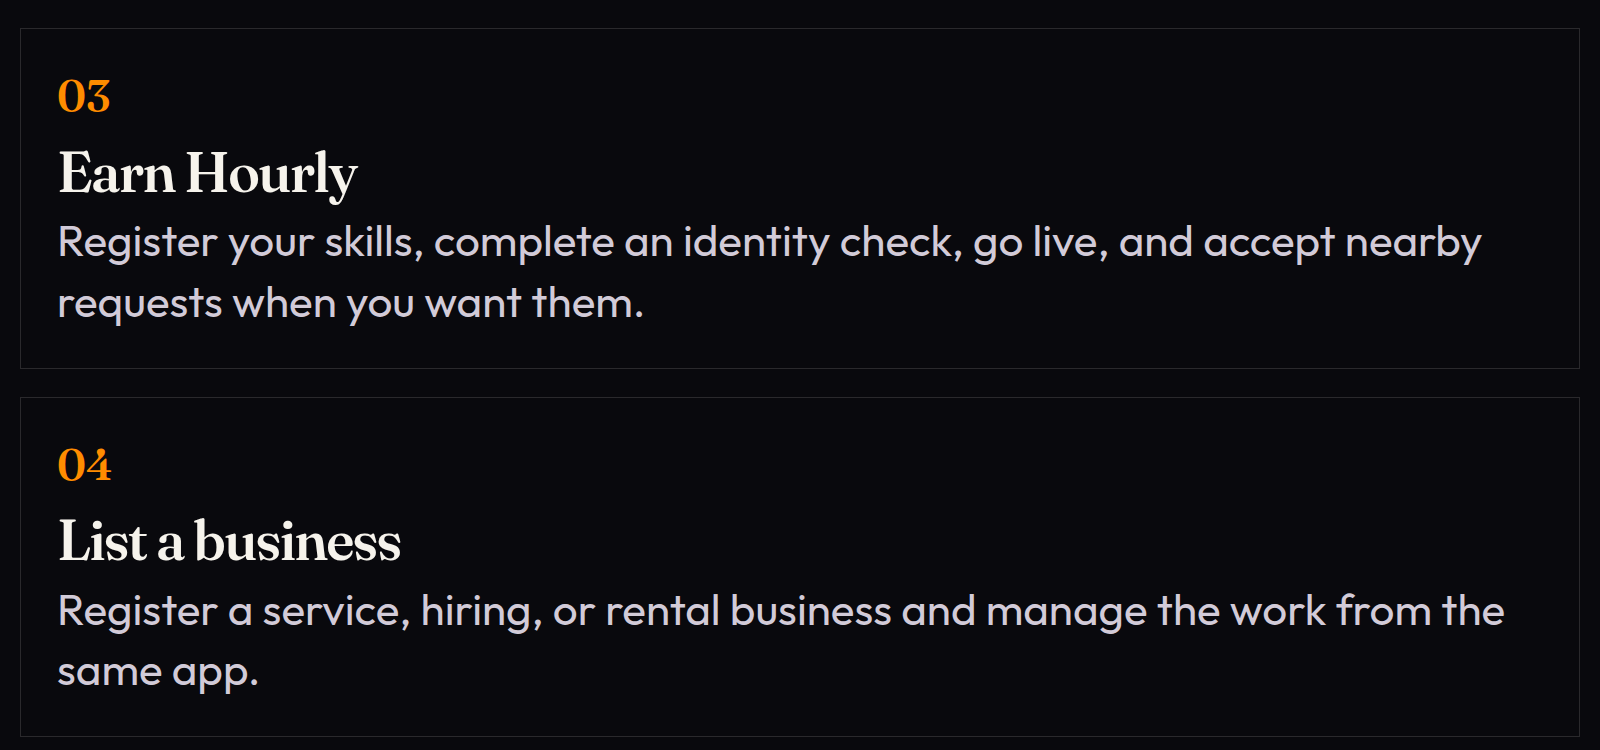 03
Earn Hourly
Register your skills, complete an identity check, go live, and accept nearby
requests when you want them.
04
List a business
Register a service, hiring, or rental business and manage the work from the
same app.